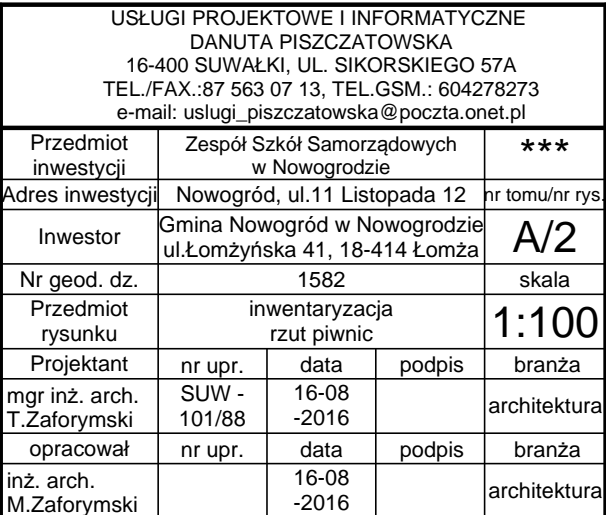 USŁUGI PROJEKTOWE I INFORMATYCZNE
DANUTA PISZCZATOWSKA
16-400 SUWAŁKI, UL. SIKORSKIEGO 57A
TEL./FAX.:87 563 07 13, TEL.GSM.: 604278273
e-mail: uslugi_piszczatowska@poczta.onet.pl
Przedmiot
inwestycji
Zespół Szkół Samorządowych
w Nowogrodzie
***
Adres inwestycji
Nowogród, ul.11 Listopada 12
nr tomu/nr rys.
Inwestor
Gmina Nowogród w Nowogrodzie
ul.Łomżyńska 41, 18-414 Łomża
A/2
Nr geod. dz.
1582
skala
Przedmiot
rysunku
inwentaryzacja
rzut piwnic
1:100
Projektant
nr upr.
data
podpis
branża
mgr inż. arch.
T.Zaforymski
SUW -
101/88
16-08
-2016
architektura
opracował
nr upr.
data
podpis
branża
inż. arch.
M.Zaforymski
16-08
-2016
architektura